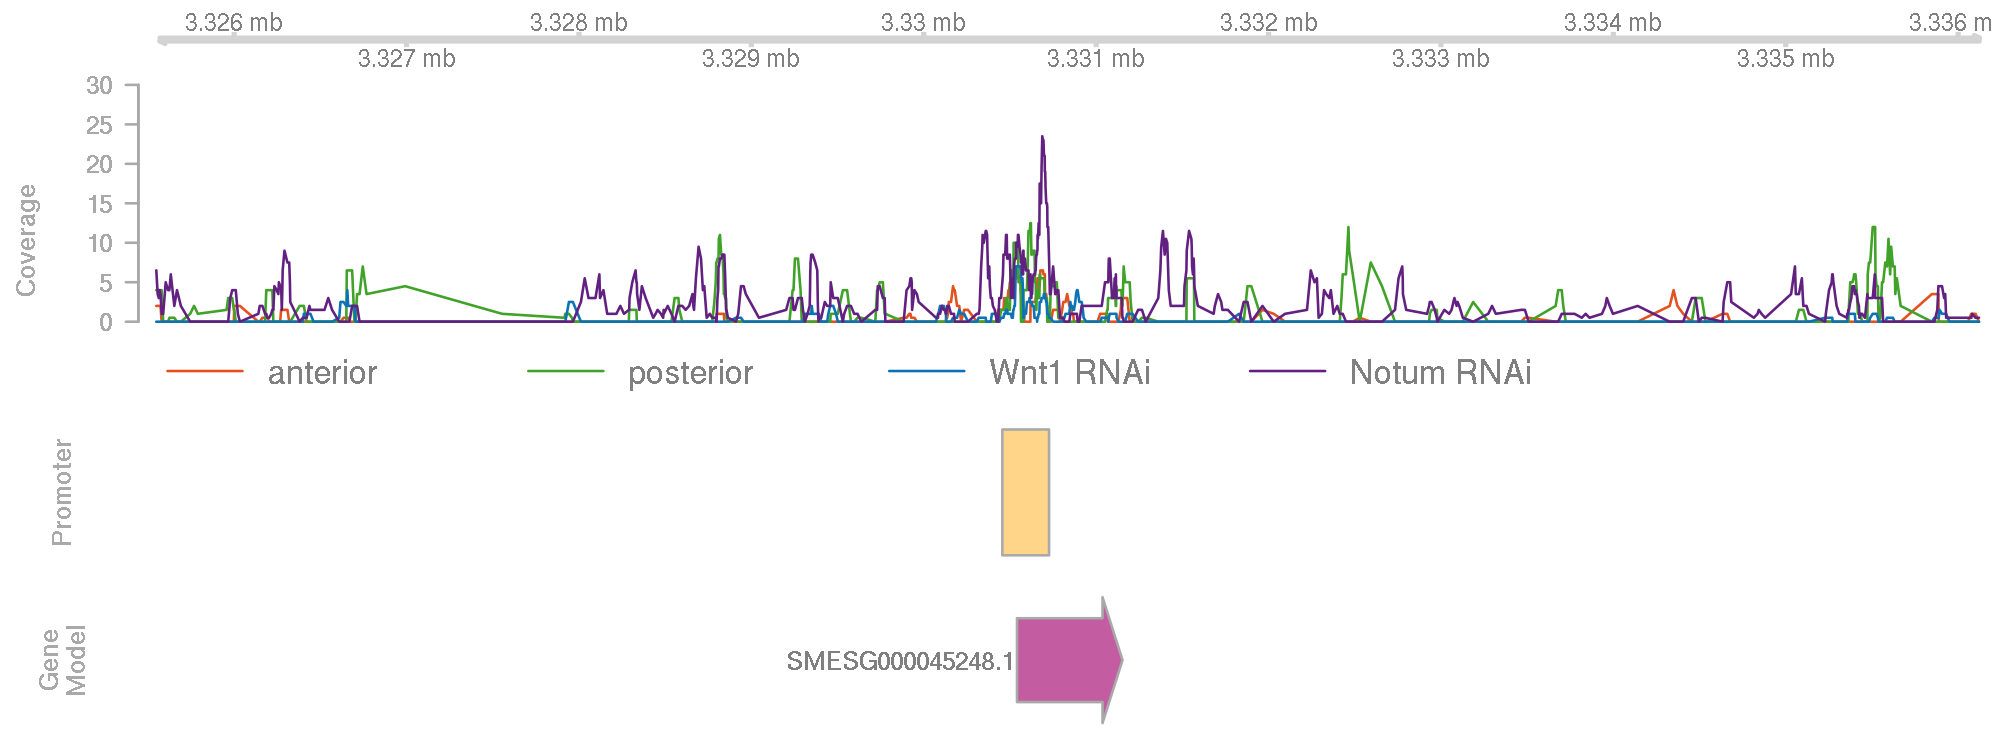 3.326 mb 3.328 mb 3.33 mb 3.332 mb 3.334 mb 3.336 m
3.327 mb 3.329 mb 3.331 mb 3.333 mb 3.335 mb
30
25
20
15
10
5
0
Coverage
anterior posterior Wnt1 RNAi Notum RNAi
Promoter
Gene
Model
SMESG000045248.1